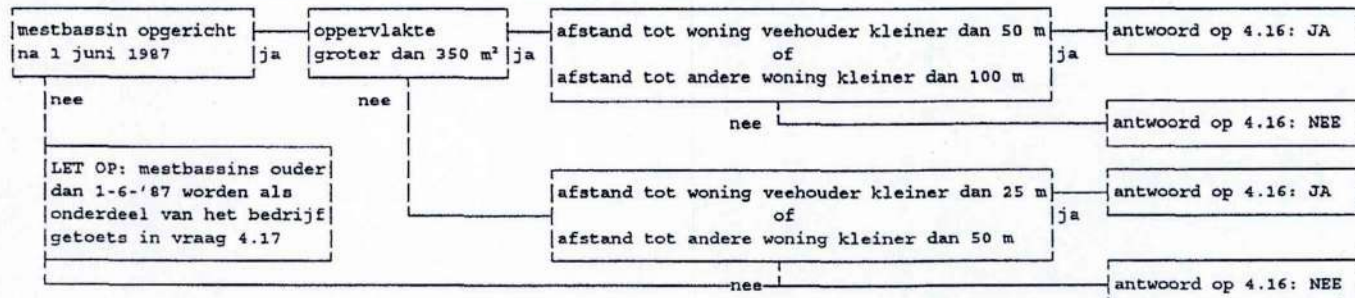 mestbassin opgericht
na 1 juni 1987
ja
oppervlakte
groter dan 350 m²
ja
afstand tot woning veehouder kleiner dan 50 m
of
afstand tot andere woning kleiner dan 100 m
ja
antwoord op 4.16: JA
nee
nee
nee
antwoord op 4.16: NEE
LET OP: mestbassins ouder
dan 1-6-'87 worden als
onderdeel van het bedrijf
getoets in vraag 4.17
afstand tot woning veehouder kleiner dan 25 m
of
afstand tot andere woning kleiner dan 50 m
ja
antwoord op 4.16: JA
nee
antwoord op 4.16: NEE